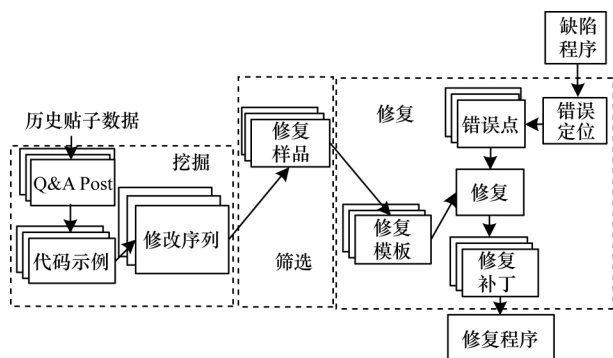 缺陷
程序
历史贴子数据
挖掘
Q&A Post
代码示例
修改序列
修复
样品
筛选
修复
错误点
错误
定位
修复
修复
模板
修复
补丁
修复程序